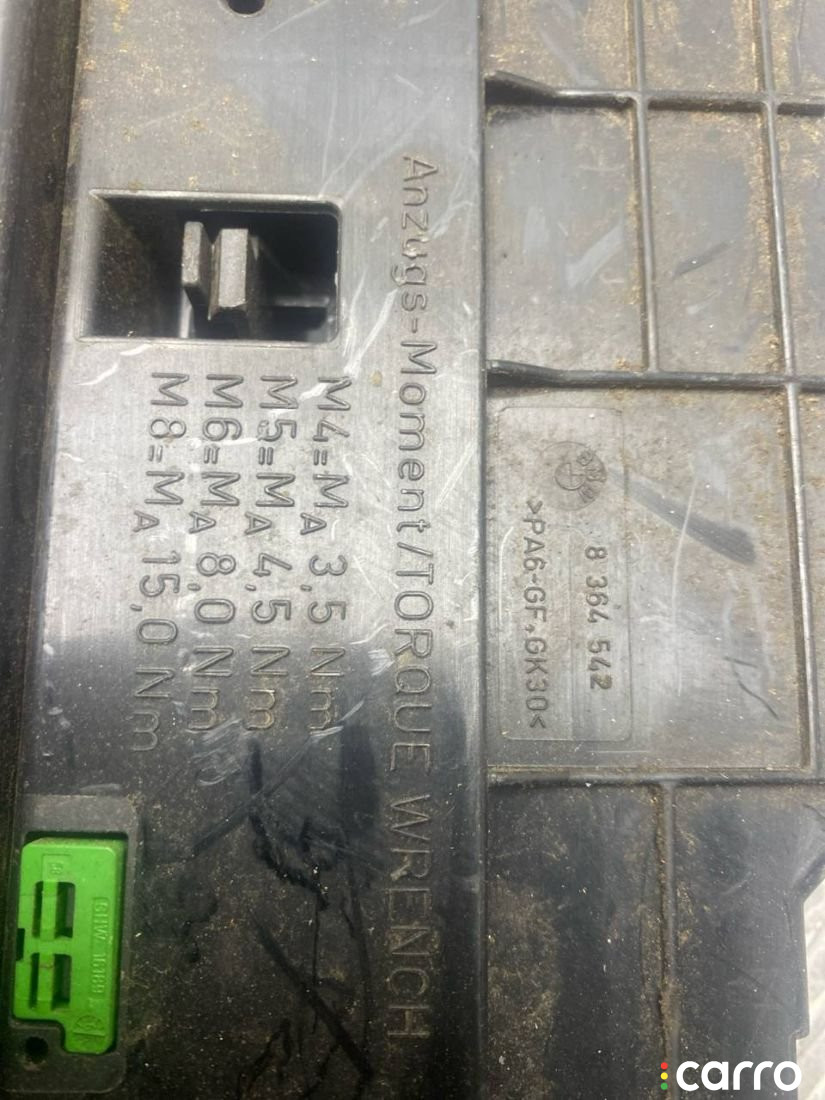 Anzugs-Moment/TORQUE WRENCH
M4=MA 3,5 Nm
M5=MA 4,5 Nm
M6=MA 8,0 Nm
M8=MA 15,0 Nm
8 364 542
>PA6-GF+GK30<
carro